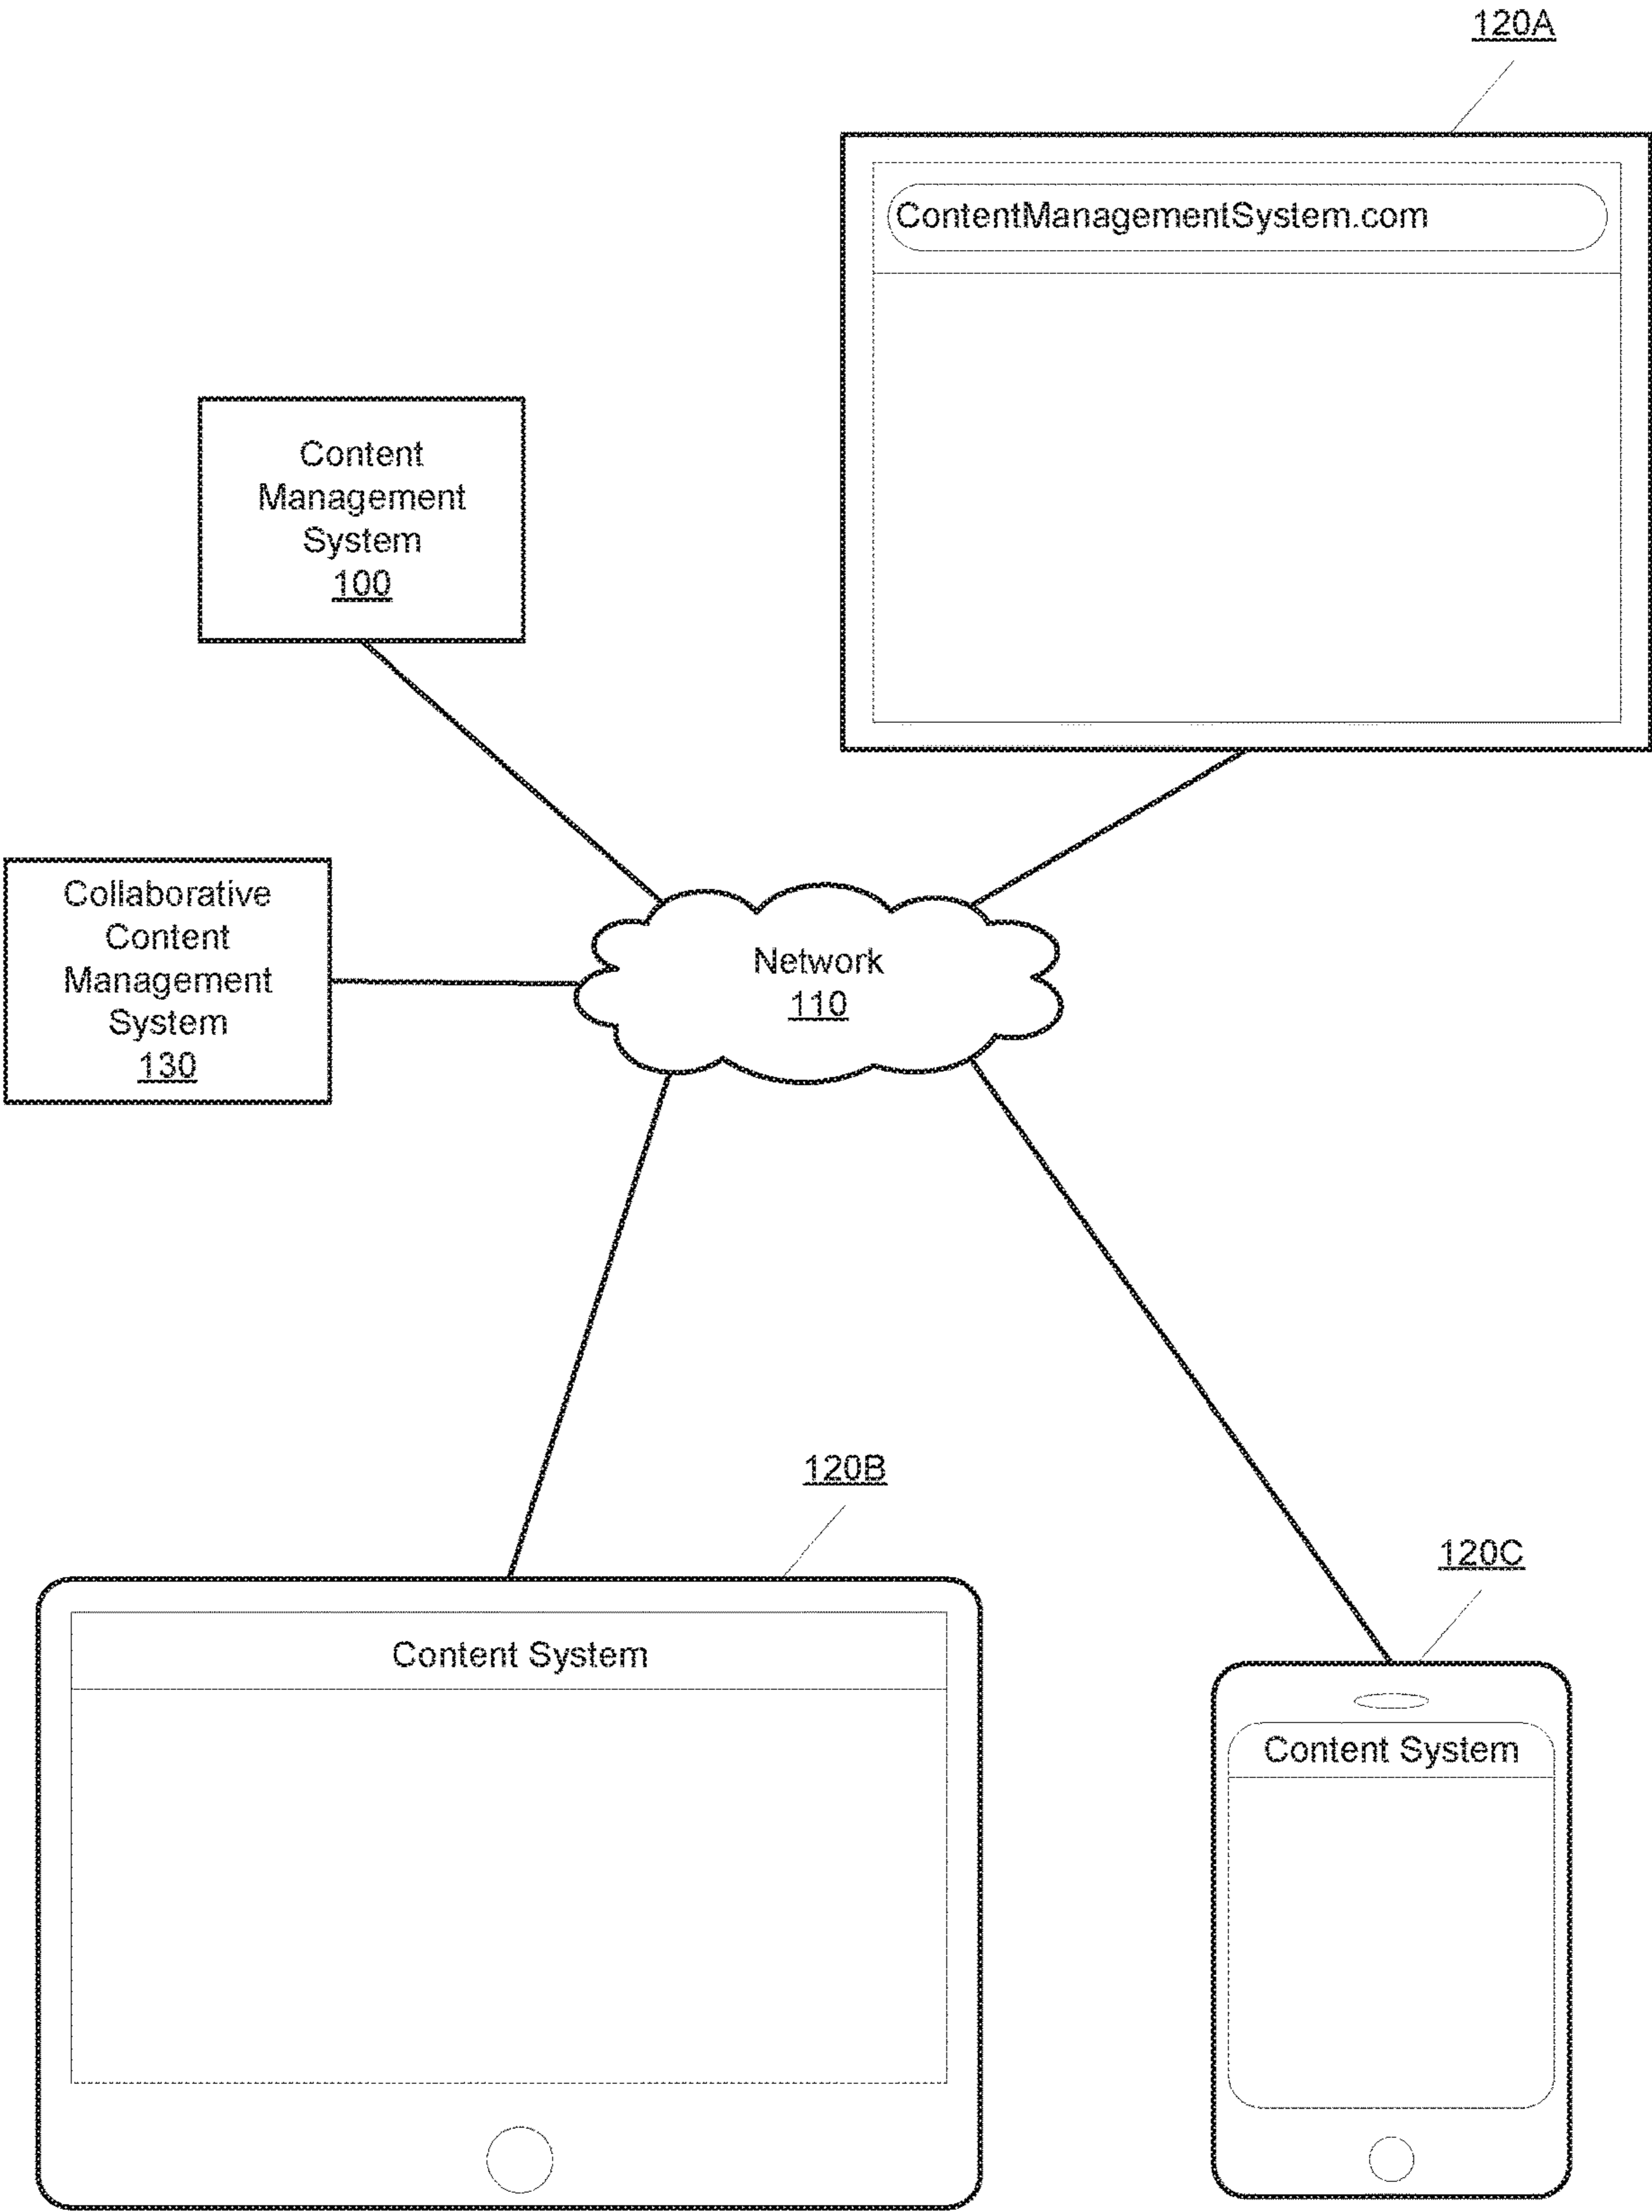 120A
ContentManagementSystem.com
Content
Management
System
100
Collaborative
Content
Management
System
130
Network
110
120B
120C
Content System
Content System